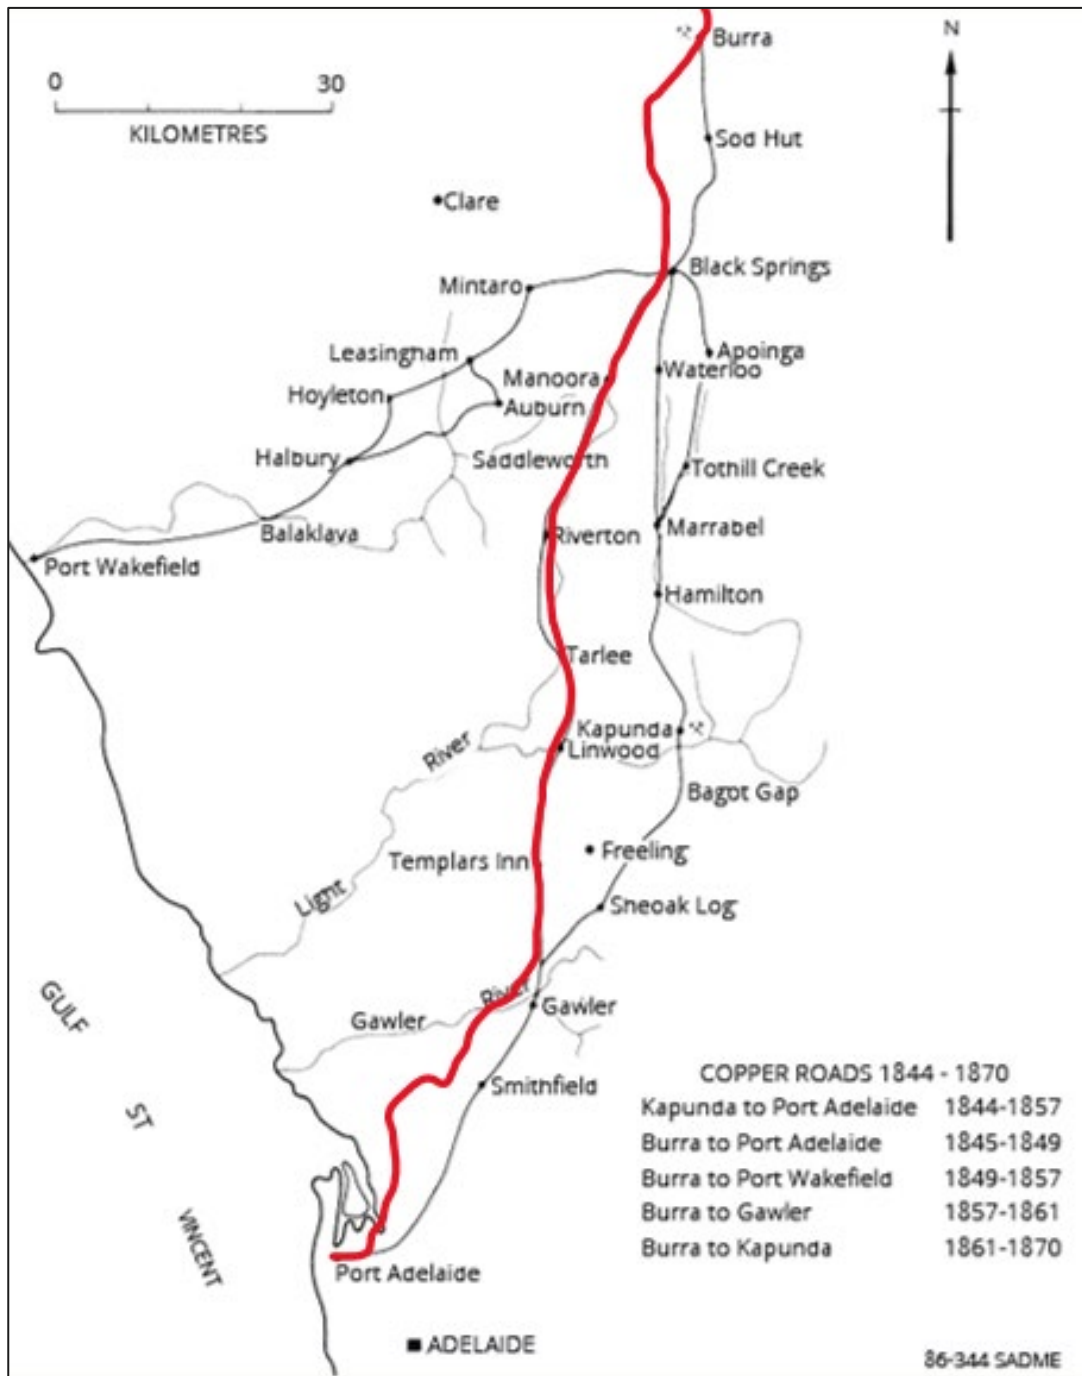 N
Burra
0 30
KILOMETRES
Sod Hut
Clare
Black Springs
Mintaro
Leasingham
Apoinga
Waterloo
Manoora
Hoyleton
Auburn
Halbury
Saddleworth
Tothill Creek
Balaklava
Riverton
Marrabel
Port Wakefield
Hamilton
Tarlee
Kapunda
River
Linwood
Bagot Gap
Freeling
Templars Inn
Light
Sheoak Log
GULF
River
Gawler
Gawler
Smithfield
ST
VINCENT
Port Adelaide
ADELAIDE
COPPER ROADS 1844 - 1870
Kapunda to Port Adelaide 1844-1857
Burra to Port Adelaide 1845-1849
Burra to Port Wakefield 1849-1857
Burra to Gawler 1857-1861
Burra to Kapunda 1861-1870
86-344 SADME